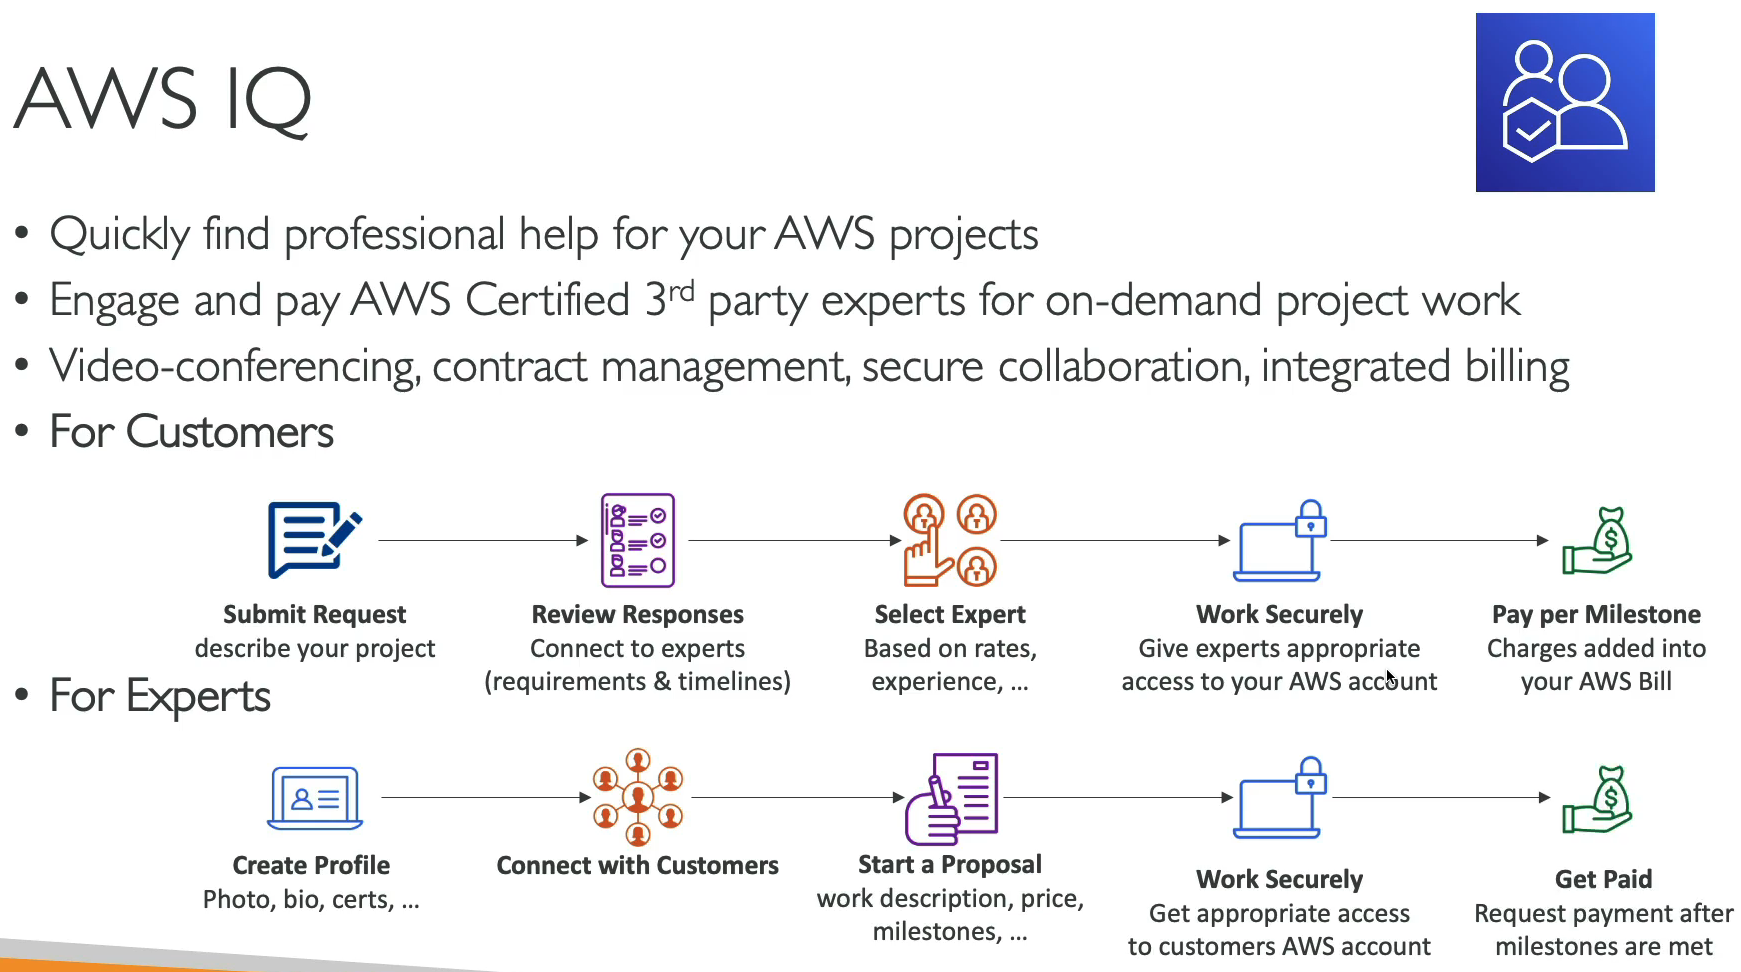 AWS IQ
• Quickly find professional help for your AWS projects
• Engage and pay AWS Certified 3rd party experts for on-demand project work
• Video-conferencing, contract management, secure collaboration, integrated billing
• For Customers
Submit Request
describe your project
Review Responses
Connect to experts
(requirements & timelines)
Select Expert
Based on rates,
experience, ...
Work Securely
Give experts appropriate
access to your AWS account
Pay per Milestone
Charges added into
your AWS Bill
• For Experts
Create Profile
Photo, bio, certs, ...
Connect with Customers
Start a Proposal
work description, price,
milestones, ...
Work Securely
Get appropriate access
to customers AWS account
Get Paid
Request payment after
milestones are met